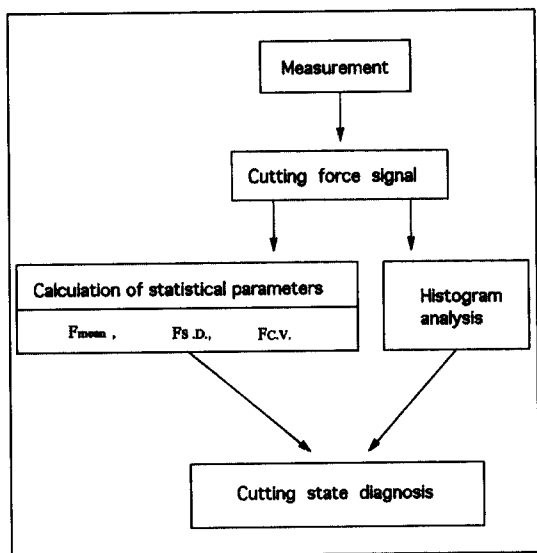 Measurement
Cutting force signal
Calculation of statistical parameters
Fmean , FS.D., FC.V.
Histogram
analysis
Cutting state diagnosis